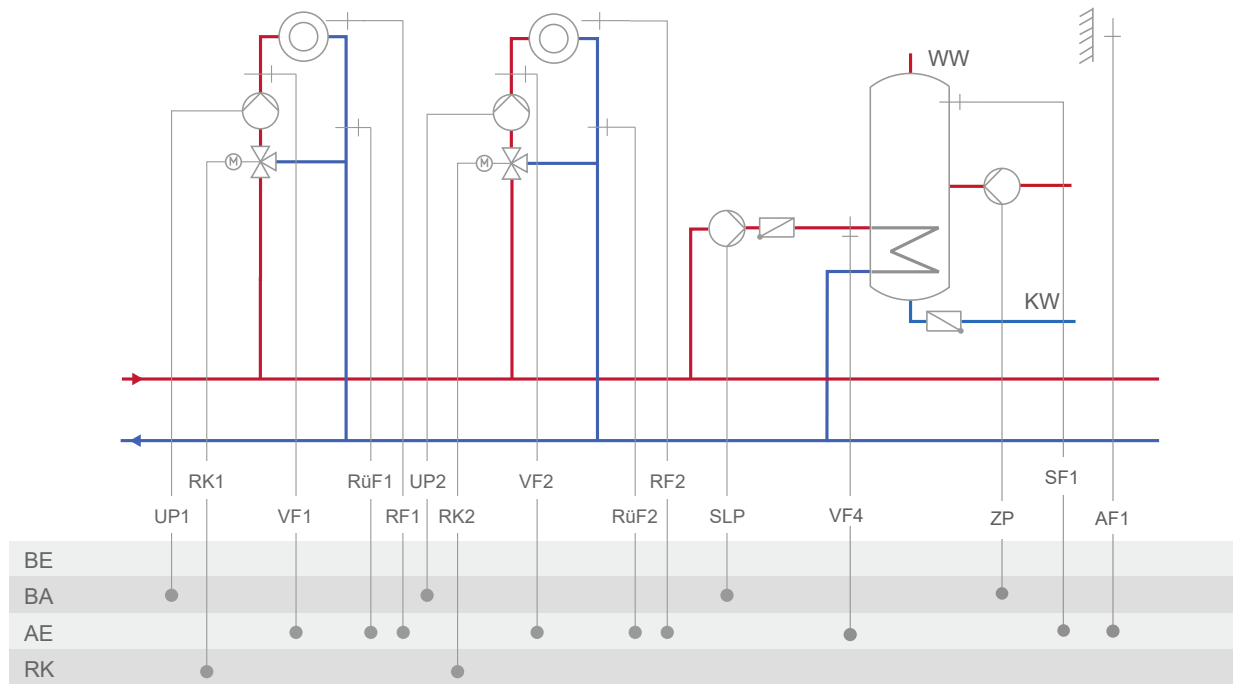 WW
M
M
KW
RK1 RüF1 UP2 VF2 RF2 SF1
UP1 VF1 RF1 RK2 RüF2 SLP VF4 ZP AF1
BE
BA
AE
RK